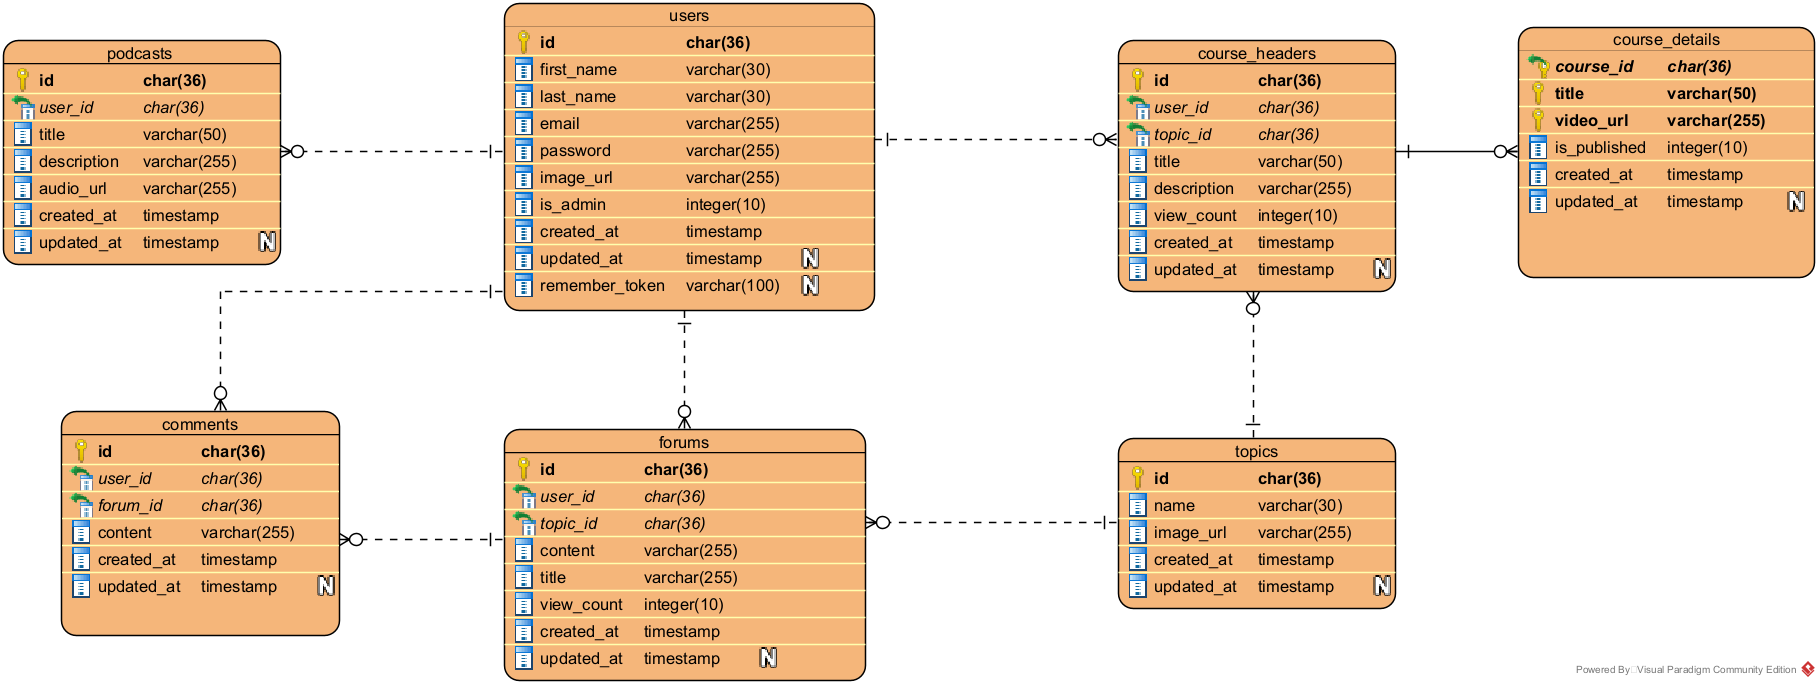 podcasts
id char(36)
user_id char(36)
title varchar(50)
description varchar(255)
audio_url varchar(255)
created_at timestamp
updated_at timestamp N
users
id char(36)
first_name varchar(30)
last_name varchar(30)
email varchar(255)
password varchar(255)
image_url varchar(255)
is_admin integer(10)
created_at timestamp
updated_at timestamp N
remember_token varchar(100) N
course_headers
id char(36)
user_id char(36)
topic_id char(36)
title varchar(50)
description varchar(255)
view_count integer(10)
created_at timestamp
updated_at timestamp N
course_details
course_id char(36)
title varchar(50)
video_url varchar(255)
is_published integer(10)
created_at timestamp
updated_at timestamp N
comments
id char(36)
user_id char(36)
forum_id char(36)
content varchar(255)
created_at timestamp
updated_at timestamp N
forums
id char(36)
user_id char(36)
topic_id char(36)
content varchar(255)
title varchar(255)
view_count integer(10)
created_at timestamp
updated_at timestamp N
topics
id char(36)
name varchar(30)
image_url varchar(255)
created_at timestamp
updated_at timestamp N
Powered By Visual Paradigm Community Edition